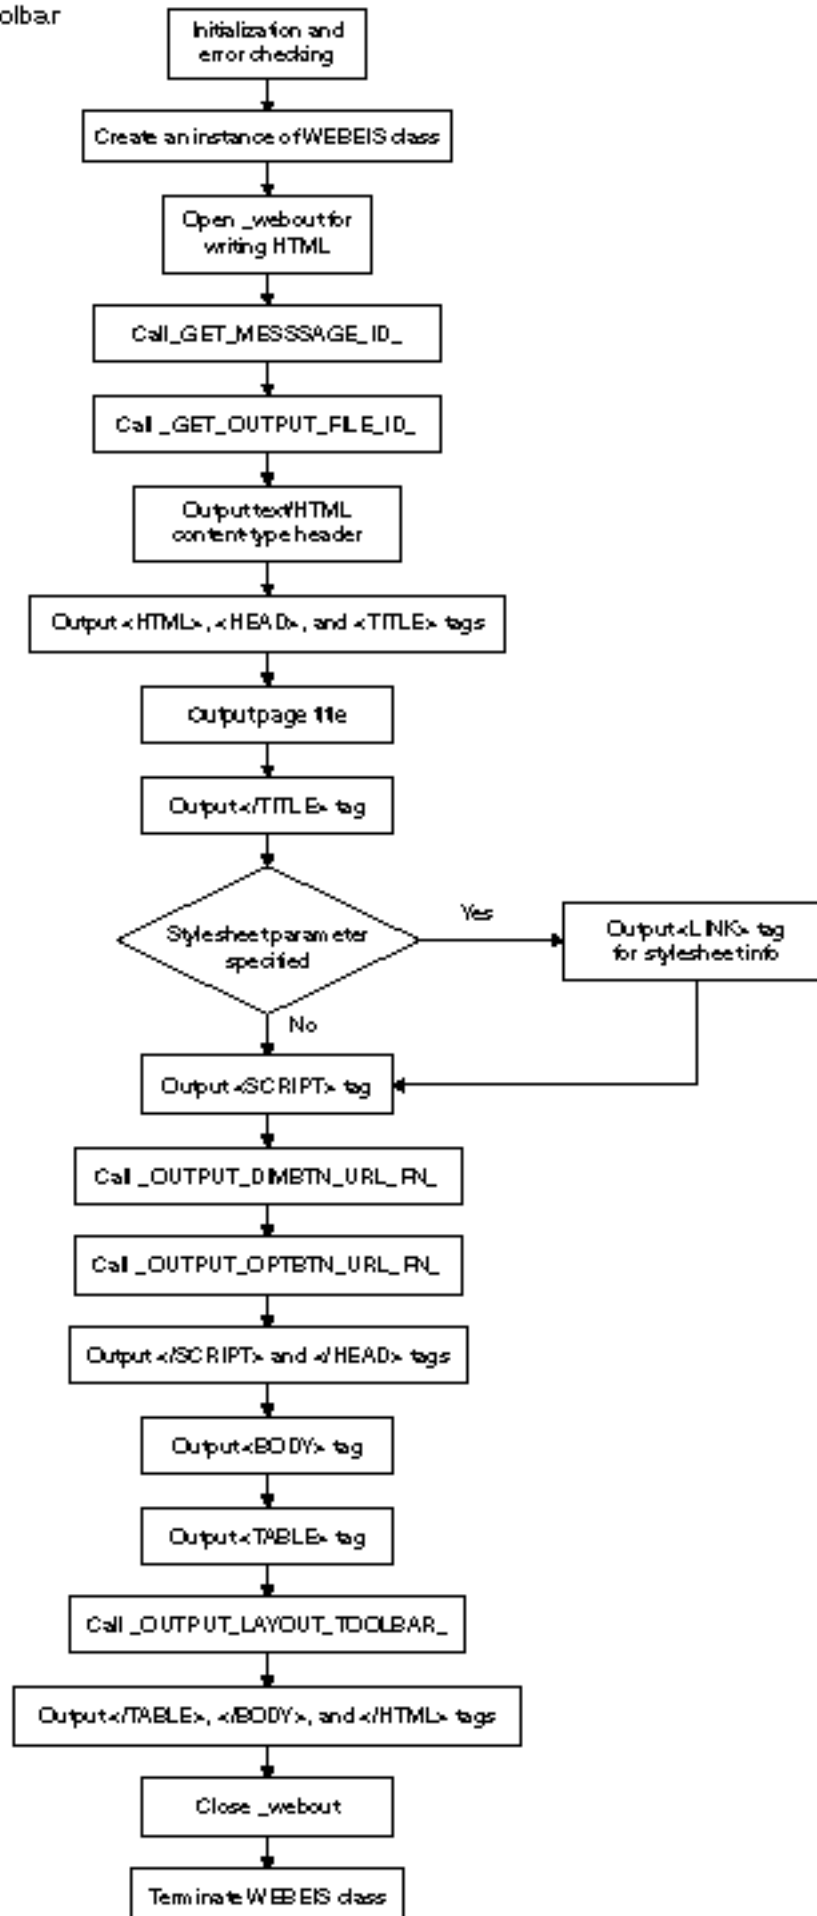 olbar
Initialization and
error checking
Create an instance of WEBEIS class
Open _webout for
writing HTML
Call_GET_MESSSAGE_ID_
Call _GET_OUTPUT_FILE_ID_
Output text/HTML
content-type header
Output <HTML>, <HEAD>, and <TITLE> tags
Output page title
Output </TITLE> tag
Yes
Stylesheet parameter
specified
Output <LINK> tag
for stylesheet info
No
Output <SCRIPT> tag
Call _OUTPUT_DIMBTN_URL_FN_
Call _OUTPUT_OPTBTN_URL_FN_
Output </SCRIPT> and </HEAD> tags
Output <BODY> tag
Output <TABLE> tag
Call _OUTPUT_LAYOUT_TOOLBAR_
Output </TABLE>, </BODY>, and </HTML> tags
Close _webout
Terminate WEBEIS class